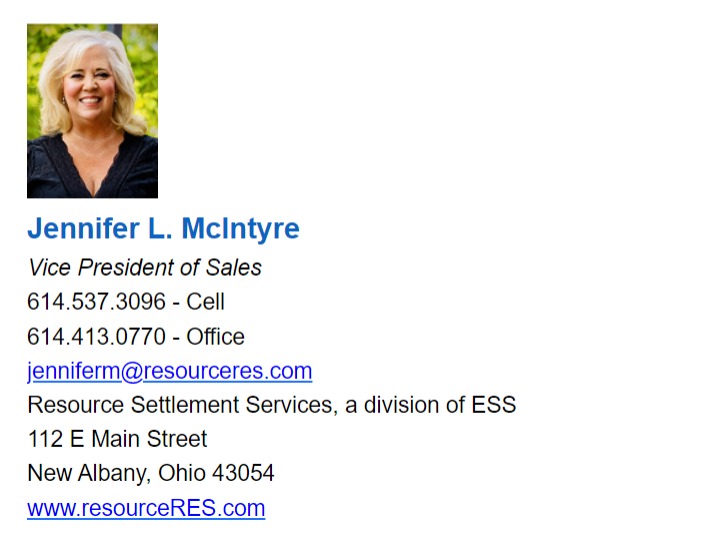 Jennifer L. McIntyre
Vice President of Sales
614.537.3096 - Cell
614.413.0770 - Office
jenniferm@resourceres.com
Resource Settlement Services, a division of ESS
112 E Main Street
New Albany, Ohio 43054
www.resourceRES.com